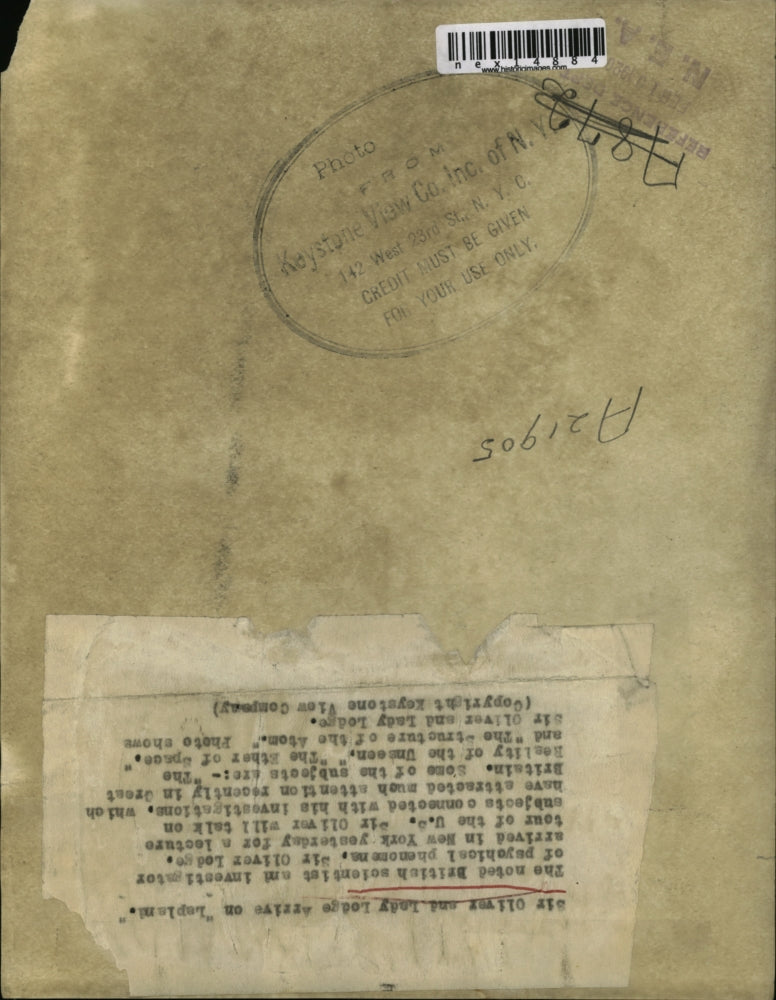 nex14884
www.historicimages.com
N. E. A.
REFERENCE
A7872
Photo
FROM
Keystone View Co. Inc. of N. Y.
142 West 23rd St., N. Y. C.
CREDIT MUST BE GIVEN
FOR YOUR USE ONLY.
A21905
Sir Oliver and Lady Lodge Arrive on "Lapland".
The noted British scientist and investigator
of psychical phenomena, Sir Oliver Lodge,
arrived in New York yesterday for a lecture
tour of the U.S. Sir Oliver will talk on
subjects connected with his investigations, which
have attracted much attention recently in Great
Britain. Some of the subjects are:- "The
Reality of the Unseen," "The Ether of Space,"
and "The Structure of the Atom." Photo shows
Sir Oliver and Lady Lodge.
(Copyright Keystone View Company)